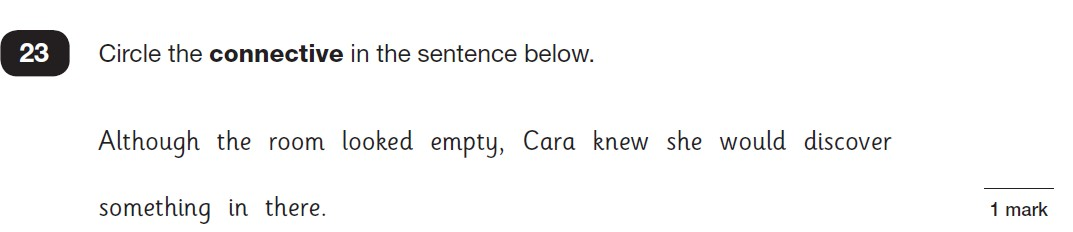 23 Circle the connective in the sentence below.
Although the room looked empty, Cara knew she would discover
something in there.
1 mark